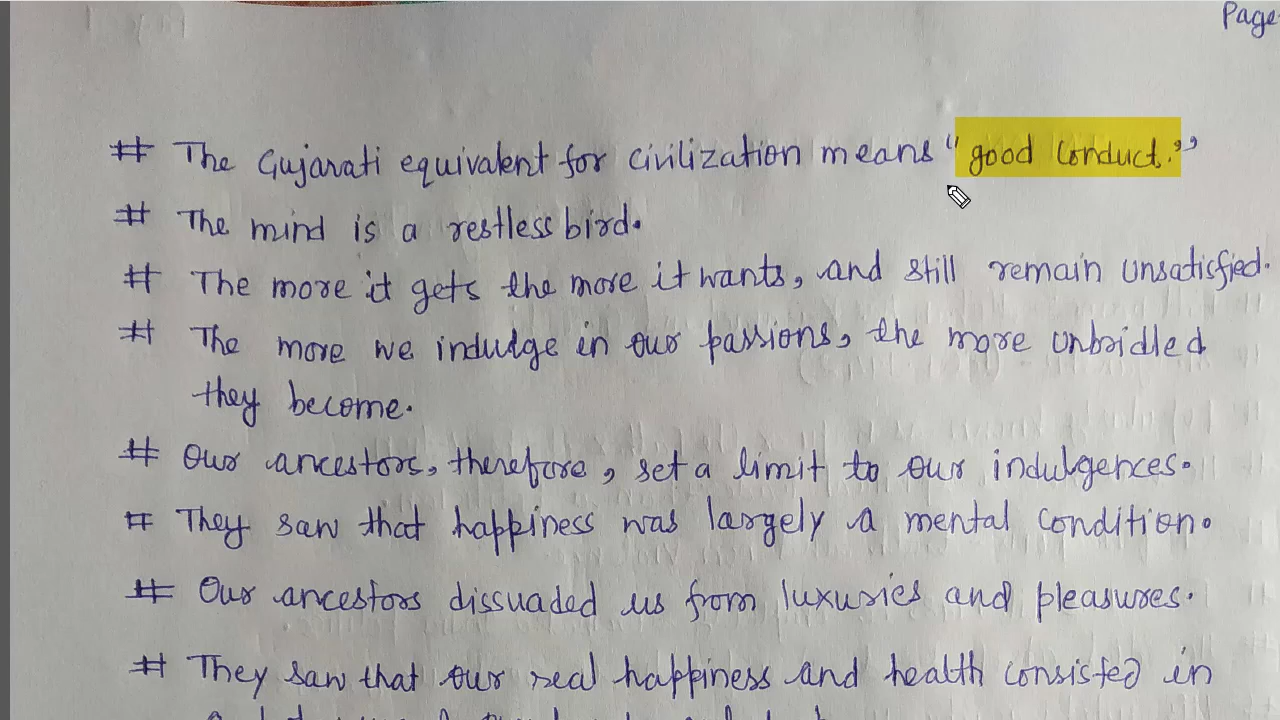 Page
# The Gujarati equivalent for civilization means "good conduct."
# The mind is a restless bird.
# The more it gets the more it wants, and still remain unsatisfied.
# The more we indulge in our passions, the more unbridled
they become.
# Our ancestors, therefore, set a limit to our indulgences.
# They saw that happiness was largely a mental condition.
# Our ancestors dissuaded us from luxuries and pleasures.
# They saw that our real happiness and health consisted in